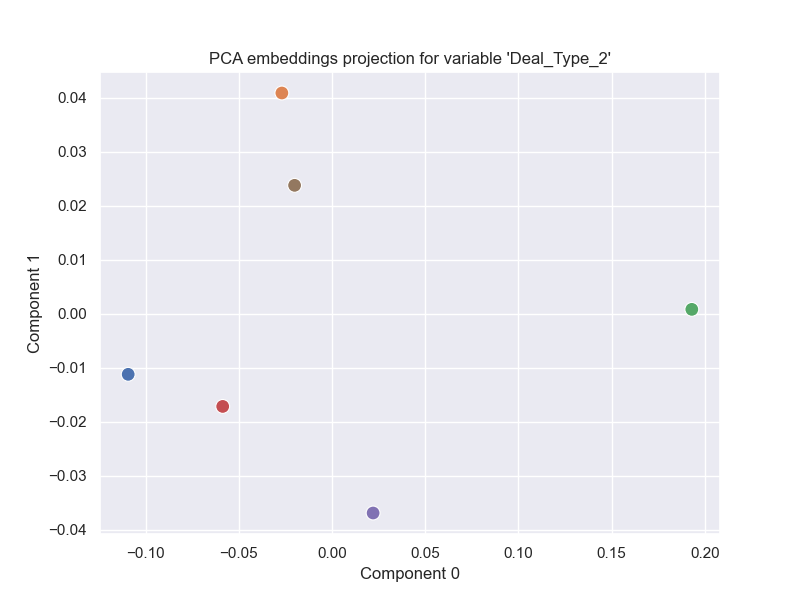 PCA embeddings projection for variable 'Deal_Type_2'
0.04
0.03
0.02
0.01
0.00
−0.01
−0.02
−0.03
−0.04
Component 1
−0.10 −0.05 0.00 0.05 0.10 0.15 0.20
Component 0